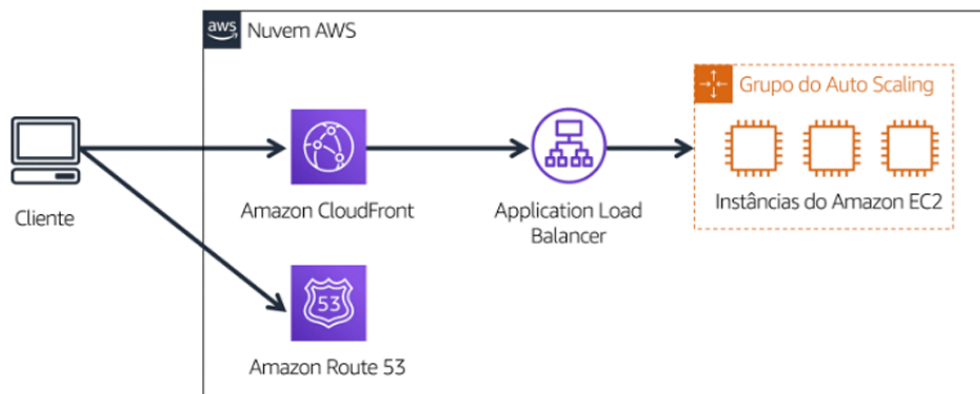 aws
Nuvem AWS
Grupo do Auto Scaling
Cliente
Amazon CloudFront
Application Load
Balancer
Instâncias do Amazon EC2
53
Amazon Route 53